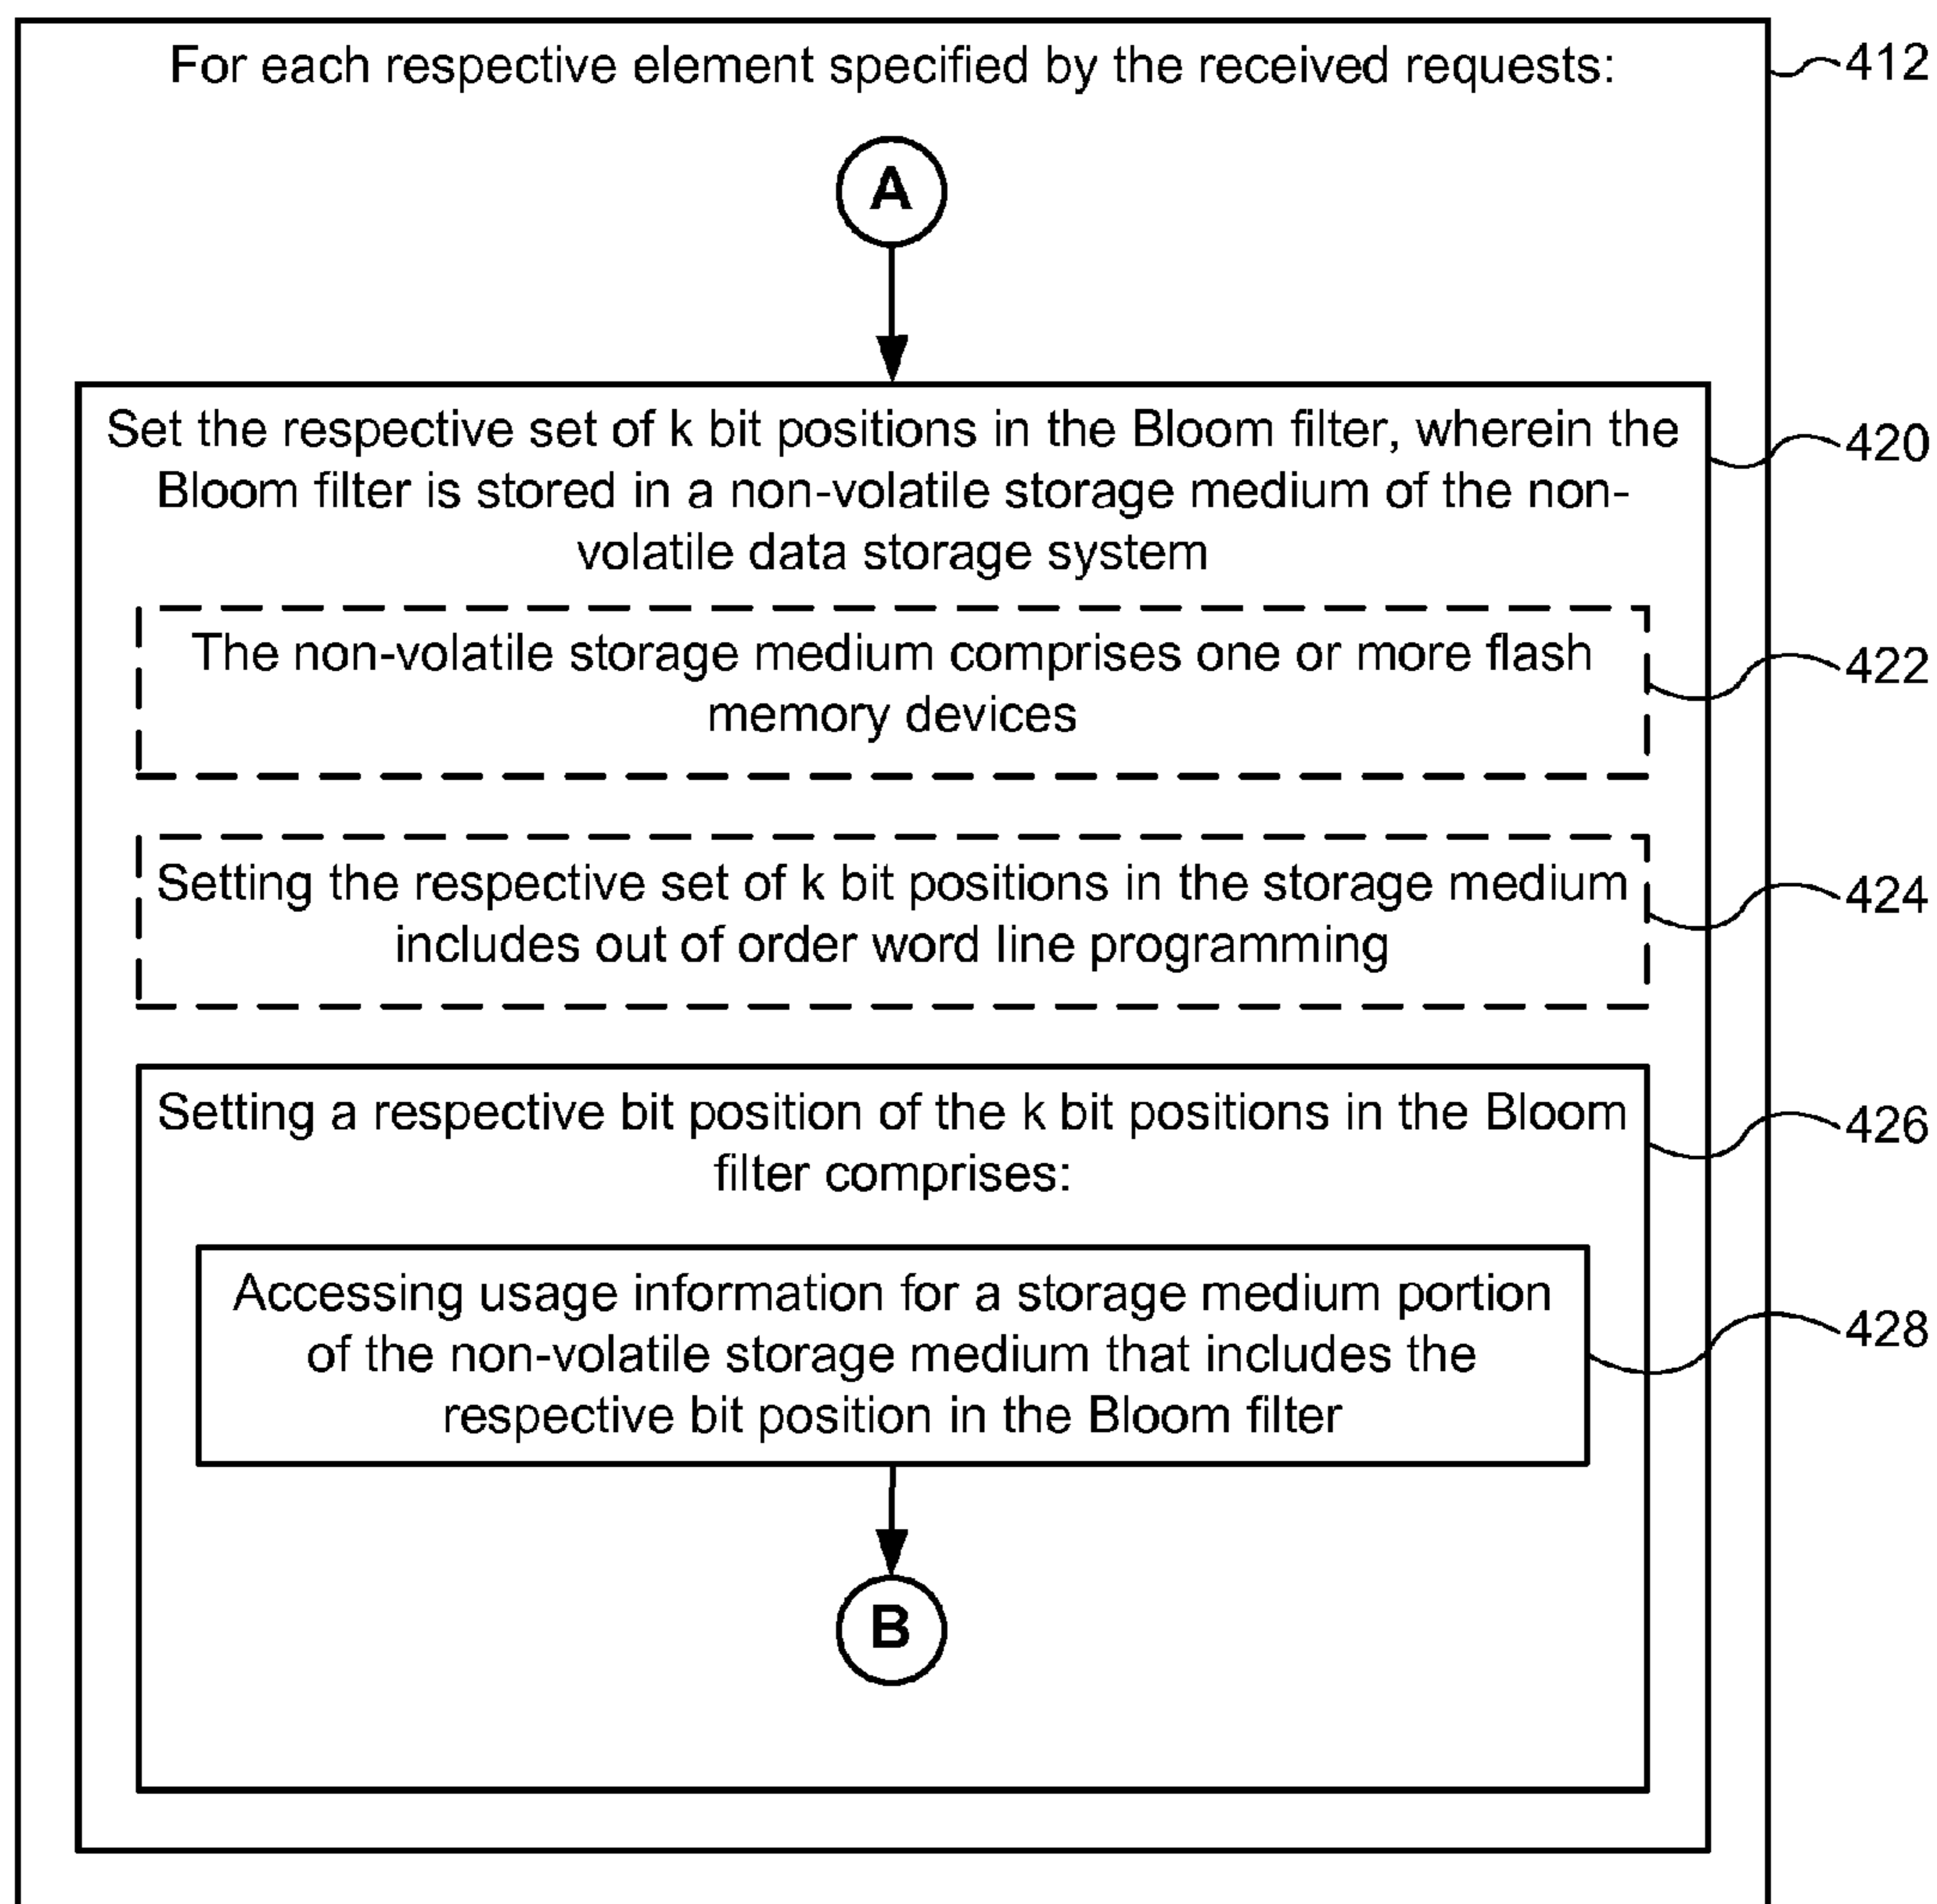 For each respective element specified by the received requests:
412
A
Set the respective set of k bit positions in the Bloom filter, wherein the
Bloom filter is stored in a non-volatile storage medium of the non-
volatile data storage system
420
The non-volatile storage medium comprises one or more flash
memory devices
422
Setting the respective set of k bit positions in the storage medium
includes out of order word line programming
424
Setting a respective bit position of the k bit positions in the Bloom
filter comprises:
426
Accessing usage information for a storage medium portion
of the non-volatile storage medium that includes the
respective bit position in the Bloom filter
428
B